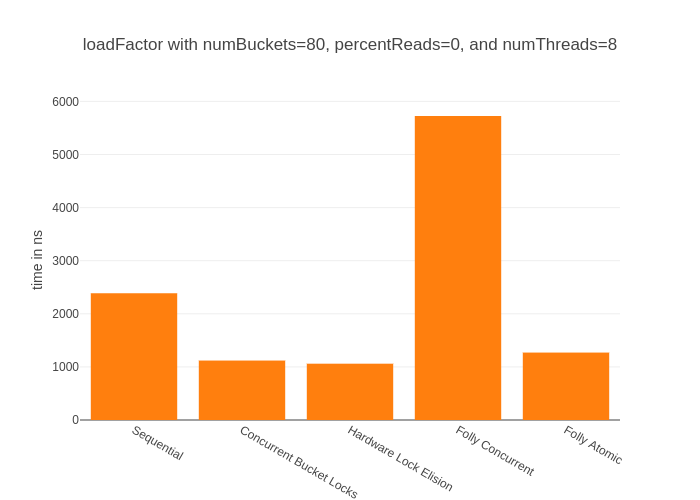 loadFactor with numBuckets=80, percentReads=0, and numThreads=8
time in ns
6000
5000
4000
3000
2000
1000
0
Sequential
Concurrent Bucket Locks
Hardware Lock Elision
Folly Concurrent
Folly Atomic